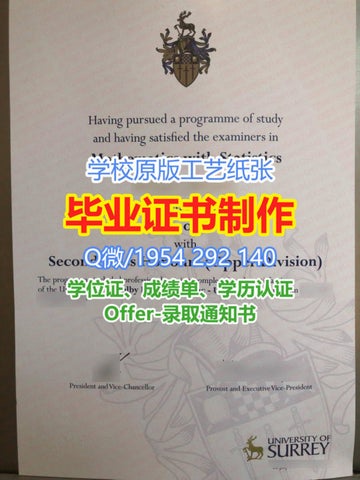 Having pursued a programme of study
and having satisfied the examiners in
学校原版工艺纸张
毕业证书制作
Q微/1954 292 140
with
学位证、成绩单、学历认证
Offer-录取通知书
President and Vice-Chancellor
Provost and Executive Vice-President
UNIVERSITY OF
SURREY